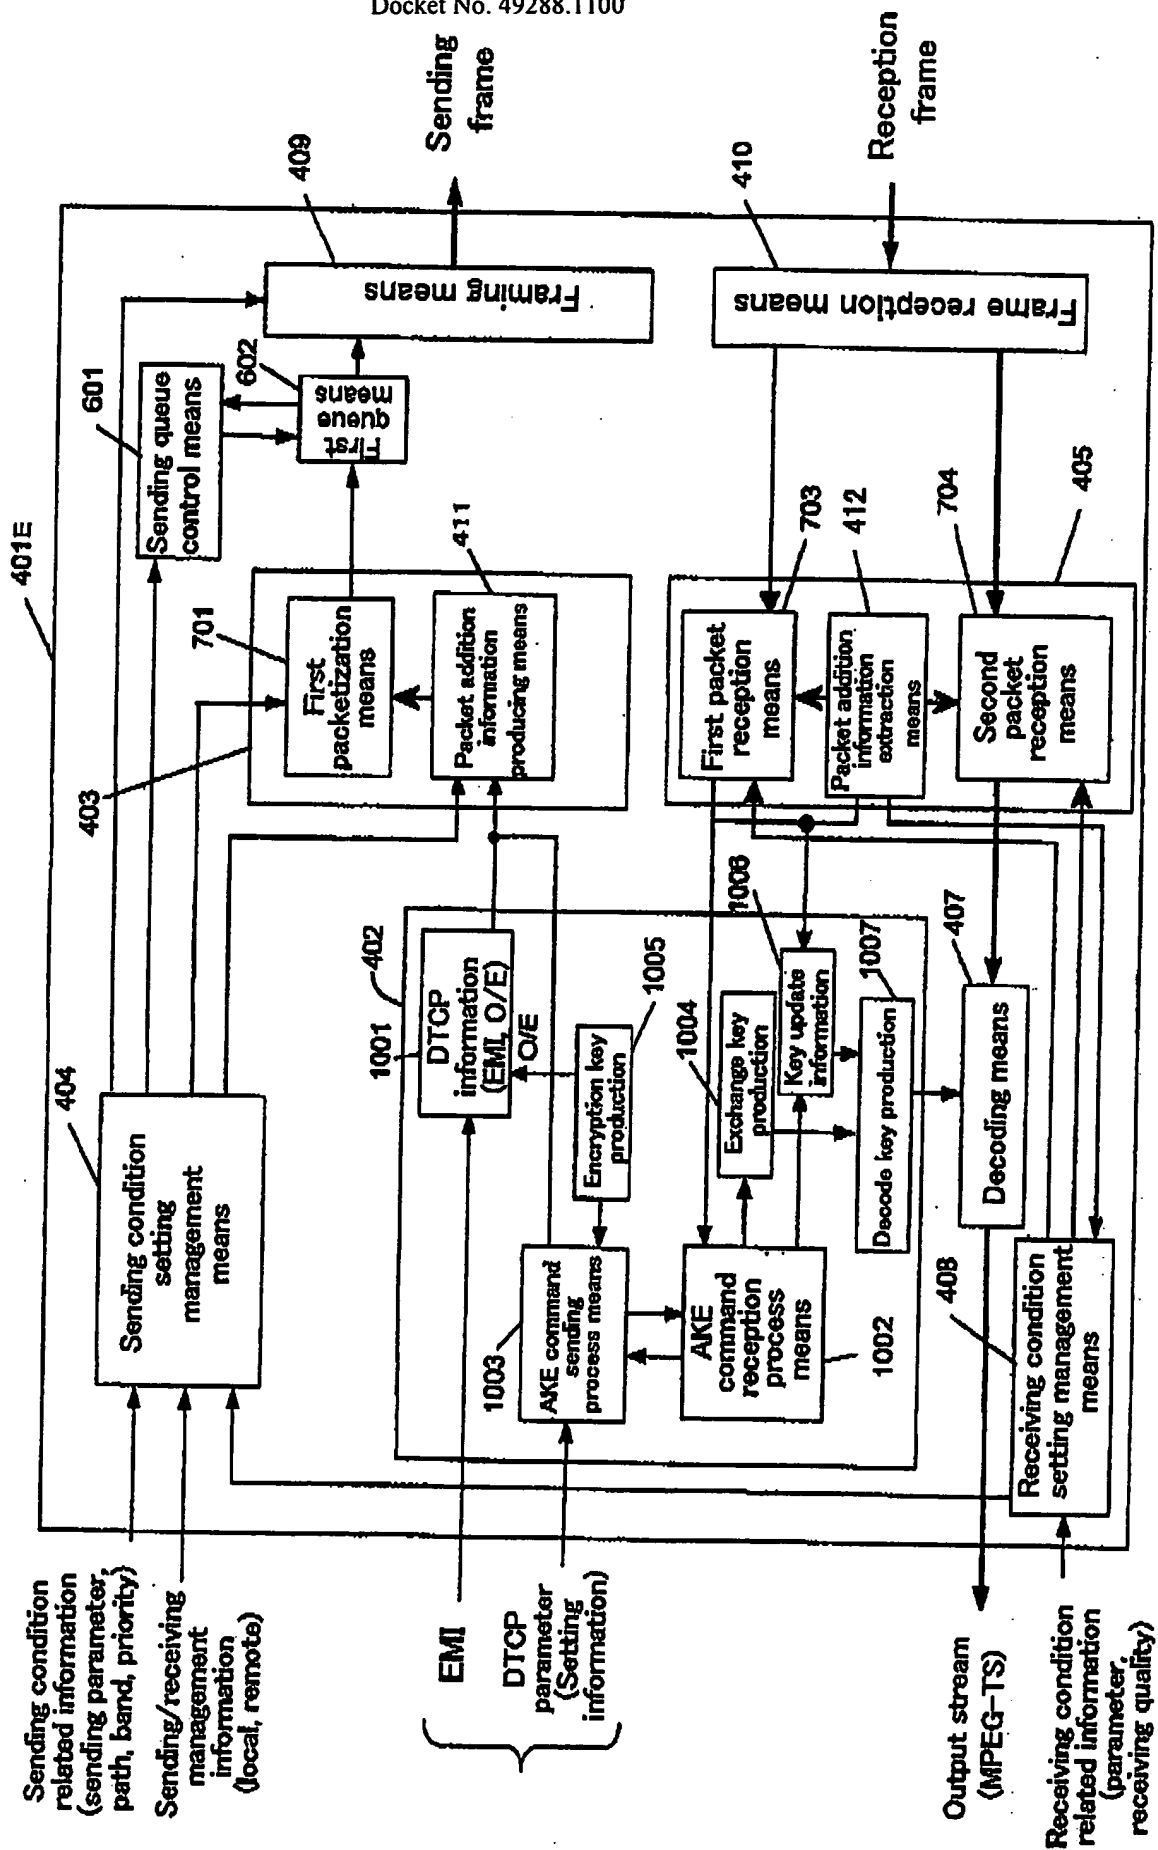 Docket No. 49288.1100
401E
Sending condition
related information
(sending parameter,
path, band, priority)
Sending/receiving
management
information
(local, remote)
404
Sending condition
setting
management
means
403
701
First
packetization
means
411
Packet addition
information
producing means
601
Sending queue
control means
602
First
queue
means
409
Framing means
Sending
frame
EMI
DTCP
parameter
(Setting
information)
402
1001
DTCP
information
(EMI, O/E)
O/E
1005
Encryption key
production
1003
AKE command
sending
process means
AKE
command
reception
process
means
1002
1004
Exchange key
production
1006
Key update
information
1007
Decode key production
407
Decoding means
408
Receiving condition
setting management
means
703
First packet
reception
means
412
Packet addition
information
extraction
means
704
Second
packet
reception
means
405
410
Frame reception means
Reception
frame
Output stream
(MPEG-TS)
Receiving condition
related information
(parameter,
receiving quality)